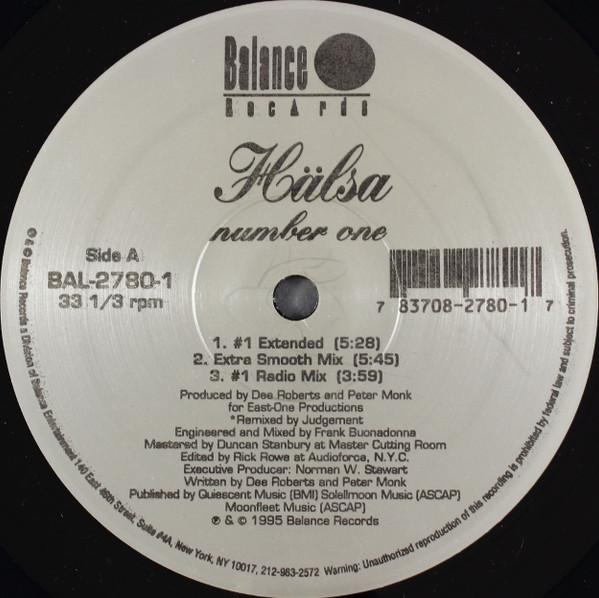 Balance
Records
Hälsa
number one
Side A
BAL-2780-1
33 1/3 rpm
7 83708-2780-1 7
1. #1 Extended (5:28)
2. Extra Smooth Mix (5:45)
3. #1 Radio Mix (3:59)
Produced by Dee Roberts and Peter Monk
for East-One Productions
*Remixed by Judgement
Engineered and Mixed by Frank Buonadonna
Mastered by Duncan Stanbury at Master Cutting Room
Edited by Rick Rowe at Audioforce, N.Y.C.
Executive Producer: Norman W. Stewart
Written by Dee Roberts and Peter Monk
Published by Quiescent Music (BMI) Solellmoon Music (ASCAP)
Moonfleet Music (ASCAP)
℗ & © 1995 Balance Records
℗ & © Balance Records a Division of Balance Entertainment 140 East 46th Street, Suite #4A, New York, NY 10017, 212-983-2572 Warning: Unauthorized reproduction of this recording is prohibited by federal law and subject to criminal prosecution.